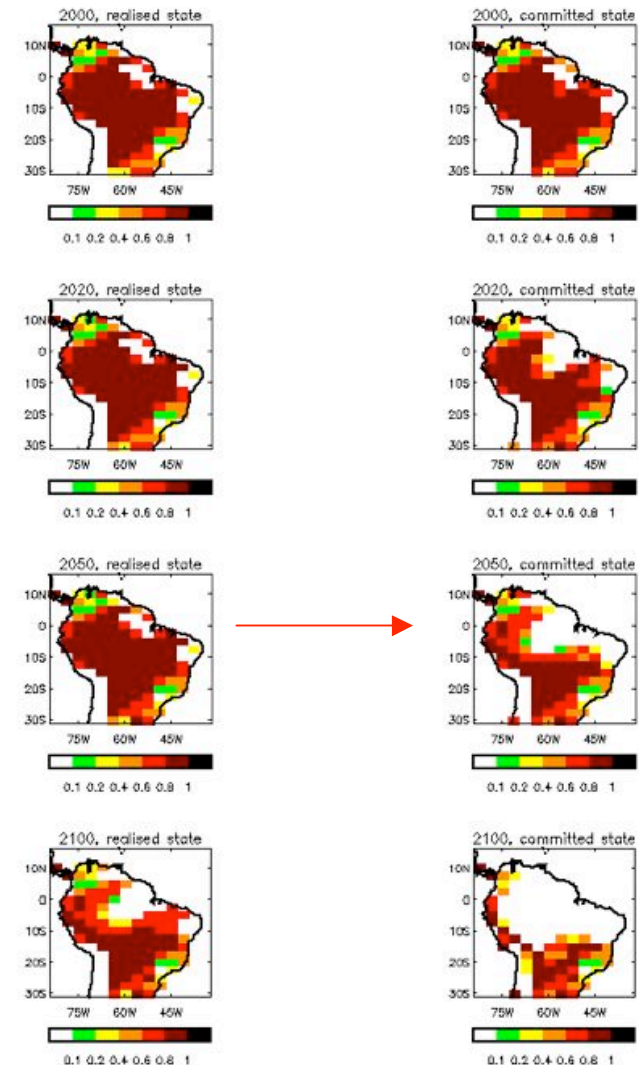 2000, realised state
10N
0
10S
20S
30S
75W 60W 45W
0.1 0.2 0.4 0.6 0.8 1
2000, committed state
10N
0
10S
20S
30S
75W 60W 45W
0.1 0.2 0.4 0.6 0.8 1
2020, realised state
10N
0
10S
20S
30S
75W 60W 45W
0.1 0.2 0.4 0.6 0.8 1
2020, committed state
10N
0
10S
20S
30S
75W 60W 45W
0.1 0.2 0.4 0.6 0.8 1
2050, realised state
10N
0
10S
20S
30S
75W 60W 45W
0.1 0.2 0.4 0.6 0.8 1
2050, committed state
10N
0
10S
20S
30S
75W 60W 45W
0.1 0.2 0.4 0.6 0.8 1
2100, realised state
10N
0
10S
20S
30S
75W 60W 45W
0.1 0.2 0.4 0.6 0.8 1
2100, committed state
10N
0
10S
20S
30S
75W 60W 45W
0.1 0.2 0.4 0.6 0.8 1